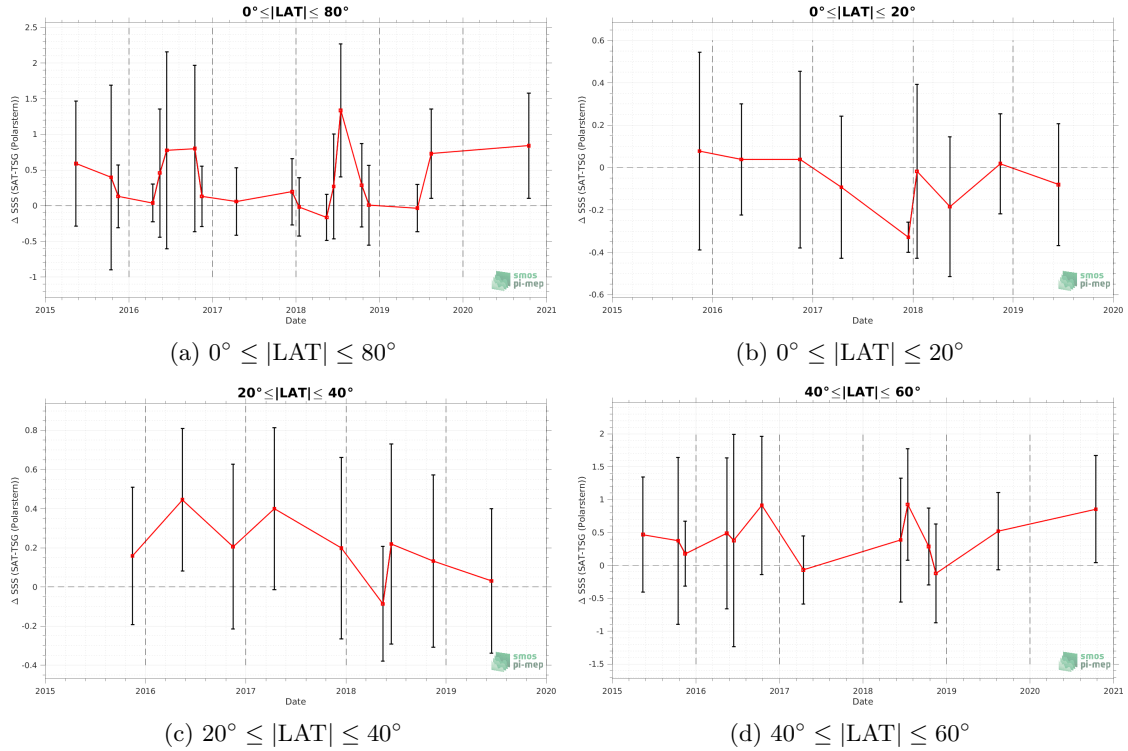 0°≤|LAT|≤ 80°
Δ SSS (SAT-TSG (Polarstern))
2.5
2
1.5
1
0.5
0
-0.5
-1
2015 2016 2017 2018 2019 2020 2021
Date
smos
pi-mep
(a) 0° ≤ |LAT| ≤ 80°
0°≤|LAT|≤ 20°
Δ SSS (SAT-TSG (Polarstern))
0.6
0.4
0.2
0
-0.2
-0.4
-0.6
2015 2016 2017 2018 2019 2020
Date
smos
pi-mep
(b) 0° ≤ |LAT| ≤ 20°
20°≤|LAT|≤ 40°
Δ SSS (SAT-TSG (Polarstern))
0.8
0.6
0.4
0.2
0
-0.2
-0.4
2015 2016 2017 2018 2019 2020
Date
smos
pi-mep
(c) 20° ≤ |LAT| ≤ 40°
40°≤|LAT|≤ 60°
Δ SSS (SAT-TSG (Polarstern))
2
1.5
1
0.5
0
-0.5
-1
-1.5
2015 2016 2017 2018 2019 2020 2021
Date
smos
pi-mep
(d) 40° ≤ |LAT| ≤ 60°